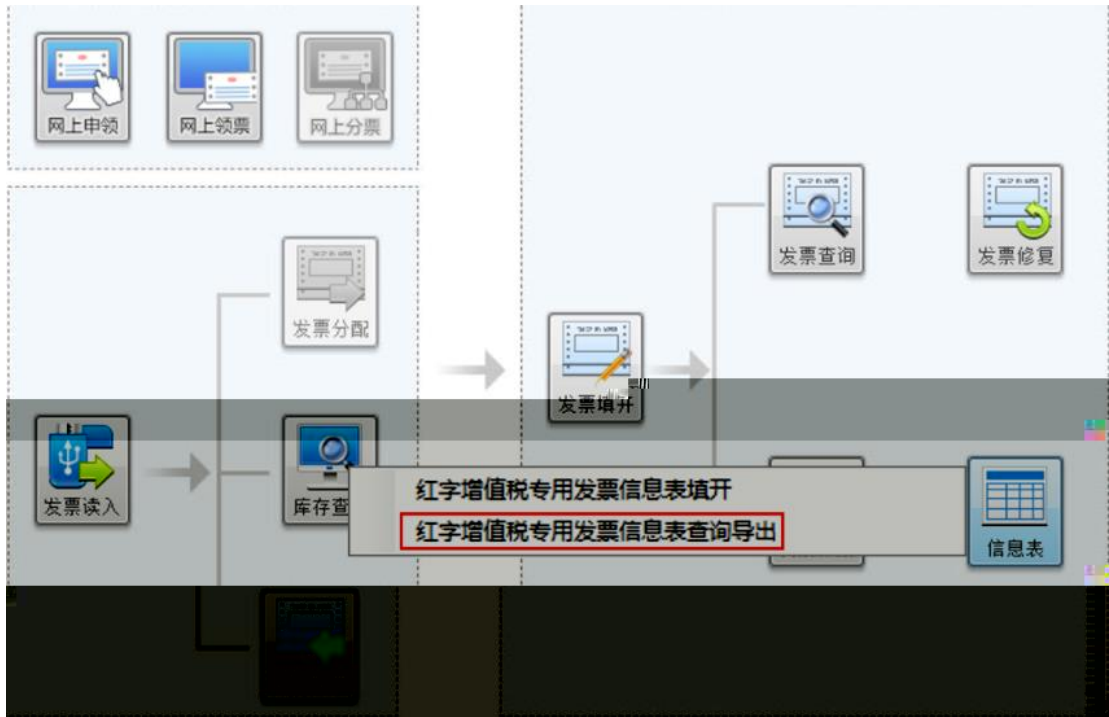 网上申领
网上领票
网上分票
发票查询
发票修复
发票分配
发票填开
发票读入
库存查
红字增值税专用发票信息表填开
红字增值税专用发票信息表查询导出
信息表